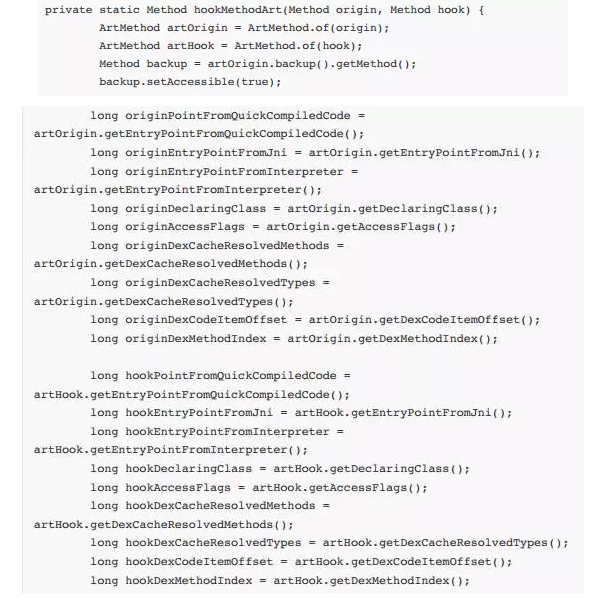 private static Method hookMethodArt(Method origin, Method hook) {
ArtMethod artOrigin = ArtMethod.of(origin);
ArtMethod artHook = ArtMethod.of(hook);
Method backup = artOrigin.backup().getMethod();
backup.setAccessible(true);
long originPointFromQuickCompiledCode =
artOrigin.getEntryPointFromQuickCompiledCode();
long originEntryPointFromJni = artOrigin.getEntryPointFromJni();
long originEntryPointFromInterpreter =
artOrigin.getEntryPointFromInterpreter();
long originDeclaringClass = artOrigin.getDeclaringClass();
long originAccessFlags = artOrigin.getAccessFlags();
long originDexCacheResolvedMethods =
artOrigin.getDexCacheResolvedMethods();
long originDexCacheResolvedTypes =
artOrigin.getDexCacheResolvedTypes();
long originDexCodeItemOffset = artOrigin.getDexCodeItemOffset();
long originDexMethodIndex = artOrigin.getDexMethodIndex();
long hookPointFromQuickCompiledCode =
artHook.getEntryPointFromQuickCompiledCode();
long hookEntryPointFromJni = artHook.getEntryPointFromJni();
long hookEntryPointFromInterpreter =
artHook.getEntryPointFromInterpreter();
long hookDeclaringClass = artHook.getDeclaringClass();
long hookAccessFlags = artHook.getAccessFlags();
long hookDexCacheResolvedMethods =
artHook.getDexCacheResolvedMethods();
long hookDexCacheResolvedTypes = artHook.getDexCacheResolvedTypes();
long hookDexCodeItemOffset = artHook.getDexCodeItemOffset();
long hookDexMethodIndex = artHook.getDexMethodIndex();